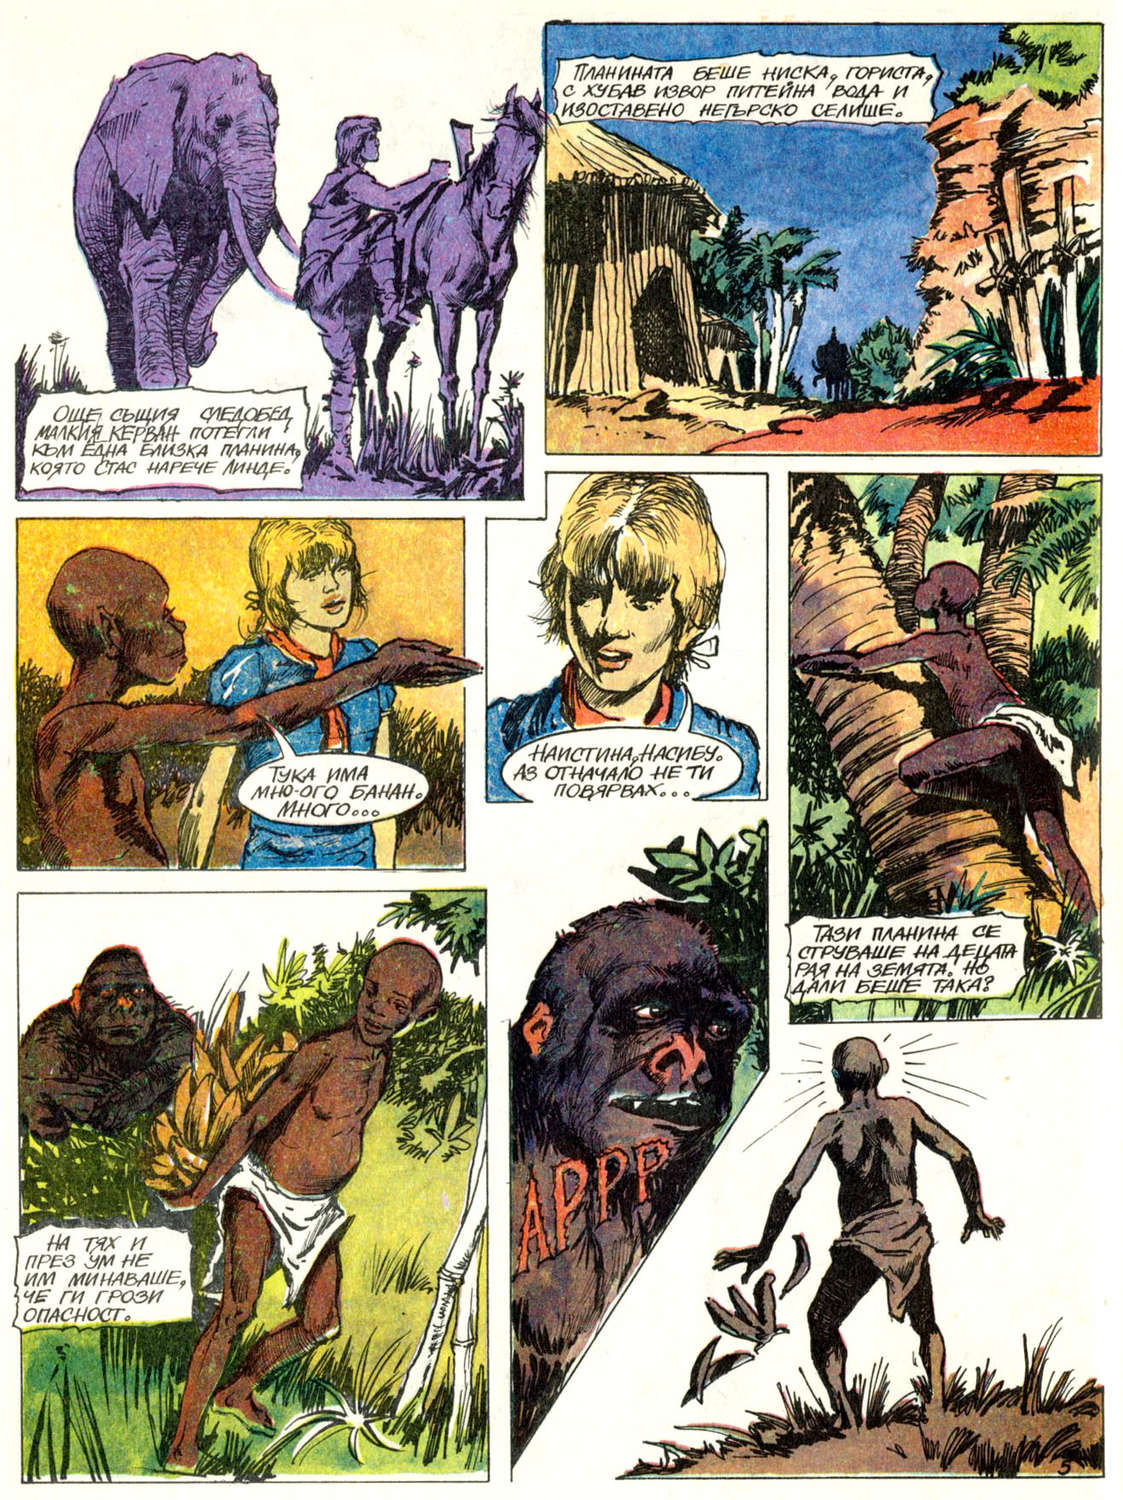 ОЩЕ СЪЩИЯ СЛЕДОБЕД,
МАЛКИЯ КЕРВАН ПОТЕГЛИ
КЪМ ЕДНА БЛИЗКА ПЛАНИНА,
КОЯТО СТАС НАРЕЧЕ ЛИНДЕ.
ПЛАНИНАТА БЕШЕ НИСКА, ГОРИСТА,
С ХУБАВ ИЗВОР ПИТЕЙНА ВОДА И
ИЗОСТАВЕНО НЕГЪРСКО СЕЛИШЕ.
ТУКА ИМА
МНО-ОГО БАНАН.
МНОГО...
НАИСТИНА, НАСИБУ.
АЗ ОТНАЧАЛО НЕ ТИ
ПОВЯРВАХ...
ТАЗИ ПЛАНИНА СЕ
СТРУВАШЕ НА ДЕЦАТА
РАЯ НА ЗЕМЯТА. НО
ДАЛИ БЕШЕ ТАКА?
НА ТЯХ И
ПРЕЗ УМ НЕ
ИМ МИНАВАШЕ,
ЧЕ ГИ ГРОЗИ
ОПАСНОСТ.
АРРР
5